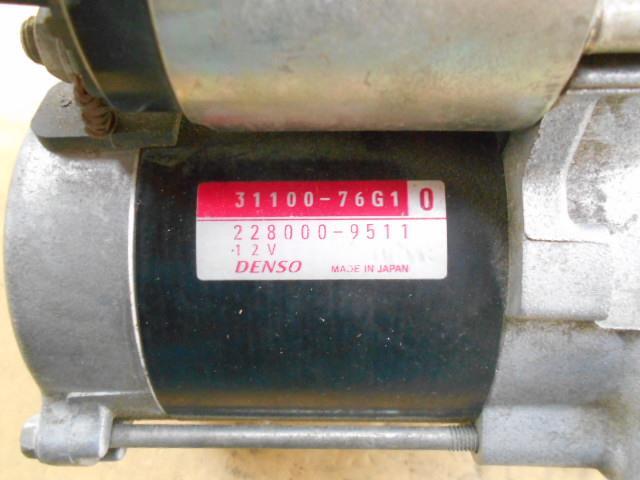 31100-76G1 0
228000-9511
12V
DENSO MADE IN JAPAN